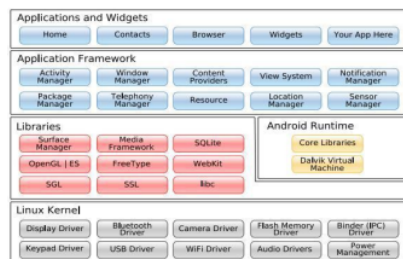 Applications and Widgets
Home Contacts Browser Widgets Your App Here
Application Framework
Activity Manager Window Manager Content Providers View System Notification Manager
Package Manager Telephony Manager Resource Location Manager Sensor Manager
Libraries
Surface Manager Media Framework SQLite
OpenGL | ES FreeType WebKit
SGL SSL libc
Android Runtime
Core Libraries
Dalvik Virtual Machine
Linux Kernel
Display Driver Bluetooth Driver Camera Driver Flash Memory Driver Binder (IPC) Driver
Keypad Driver USB Driver WiFi Driver Audio Drivers Power Management